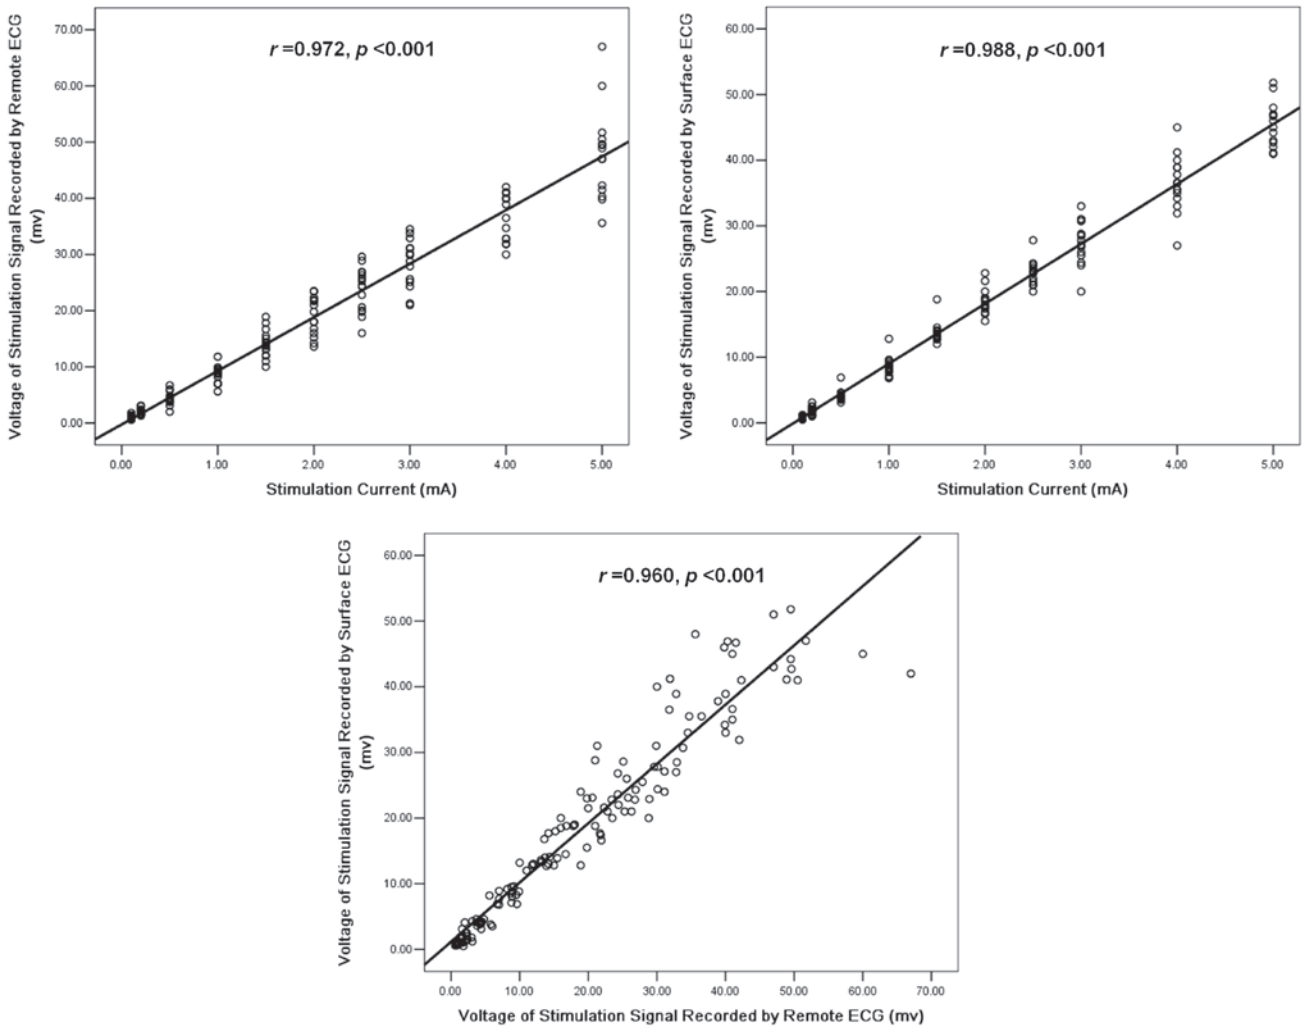 Voltage of Stimulation Signal Recorded by Remote ECG
(mv)
70.00
60.00
50.00
40.00
30.00
20.00
10.00
0.00
r =0.972, p <0.001
0.00 1.00 2.00 3.00 4.00 5.00
Stimulation Current (mA)
Voltage of Stimulation Signal Recorded by Surface ECG
(mv)
60.00
50.00
40.00
30.00
20.00
10.00
0.00
r =0.988, p <0.001
0.00 1.00 2.00 3.00 4.00 5.00
Stimulation Current (mA)
Voltage of Stimulation Signal Recorded by Surface ECG
(mv)
60.00
50.00
40.00
30.00
20.00
10.00
0.00
r =0.960, p <0.001
0.00 10.00 20.00 30.00 40.00 50.00 60.00 70.00
Voltage of Stimulation Signal Recorded by Remote ECG (mv)